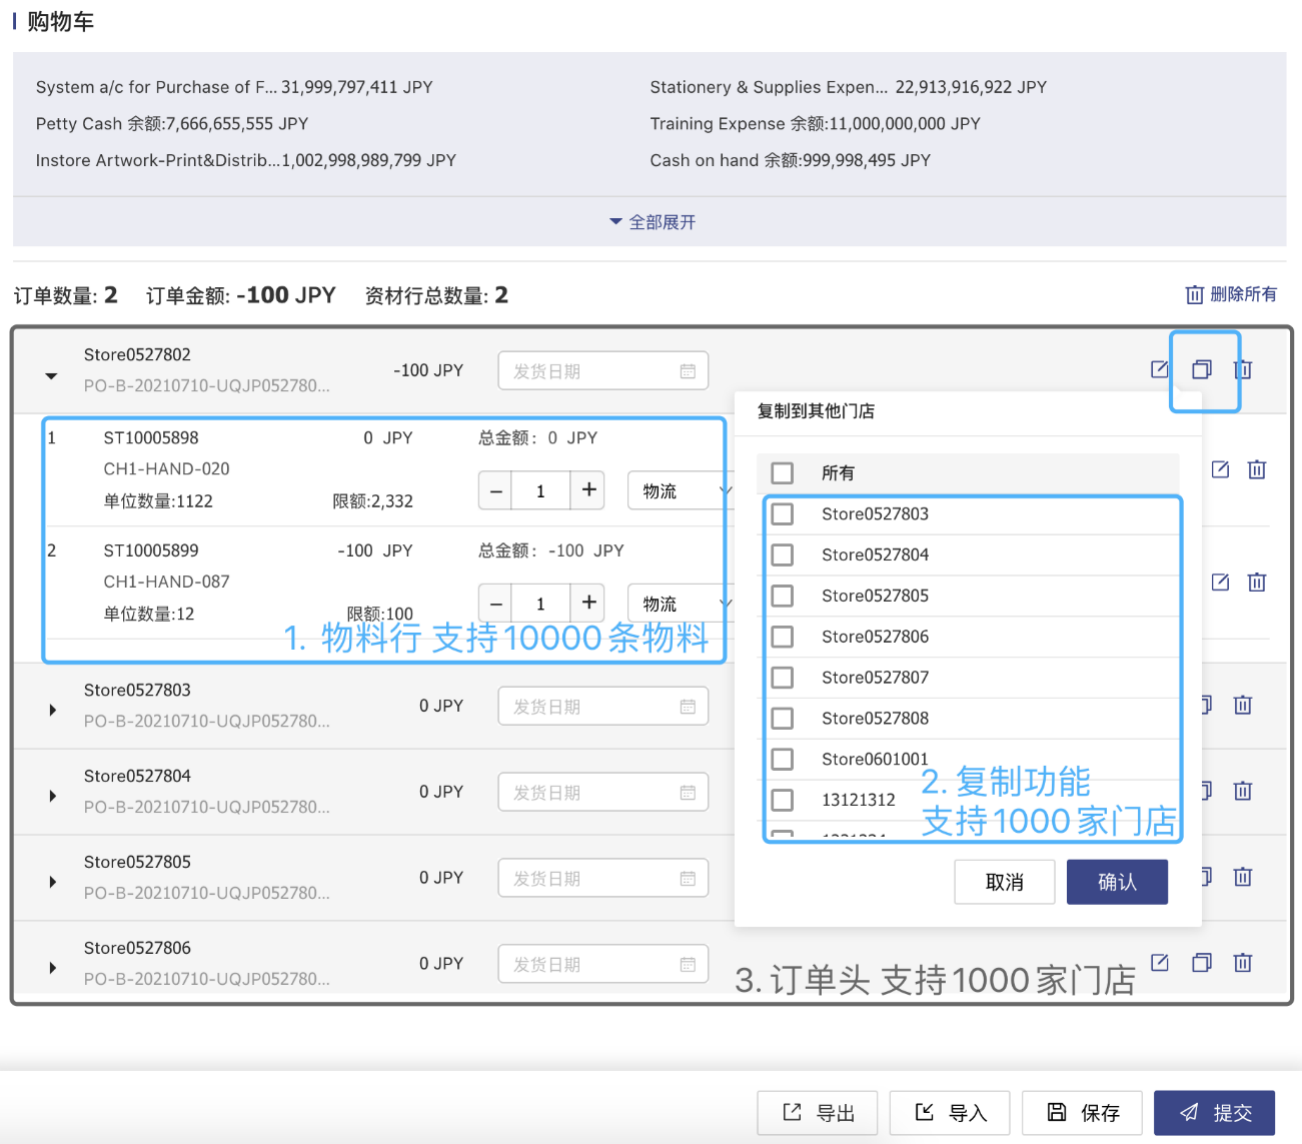 购物车
System a/c for Purchase of F... 31,999,797,411 JPY
Stationery & Supplies Expen... 22,913,916,922 JPY
Petty Cash 余额:7,666,655,555 JPY
Training Expense 余额:11,000,000,000 JPY
Instore Artwork-Print&Distrib...1,002,998,989,799 JPY
Cash on hand 余额:999,998,495 JPY
全部展开
订单数量: 2 订单金额: -100 JPY 资材行总数量: 2
删除所有
Store0527802
PO-B-20210710-UQJP052780...
-100 JPY
发货日期
1
ST10005898
0 JPY
总金额: 0 JPY
CH1-HAND-020
单位数量:1122
限额:2,332
1
物流
2
ST10005899
-100 JPY
总金额: -100 JPY
CH1-HAND-087
单位数量:12
限额:100
1
物流
1. 物料行 支持10000条物料
Store0527803
PO-B-20210710-UQJP052780...
0 JPY
发货日期
Store0527804
PO-B-20210710-UQJP052780...
0 JPY
发货日期
Store0527805
PO-B-20210710-UQJP052780...
0 JPY
发货日期
Store0527806
PO-B-20210710-UQJP052780...
0 JPY
发货日期
复制到其他门店
所有
Store0527803
Store0527804
Store0527805
Store0527806
Store0527807
Store0527808
Store0601001
13121312
2. 复制功能
支持1000家门店
取消
确认
3.订单头 支持1000家门店
导出
导入
保存
提交